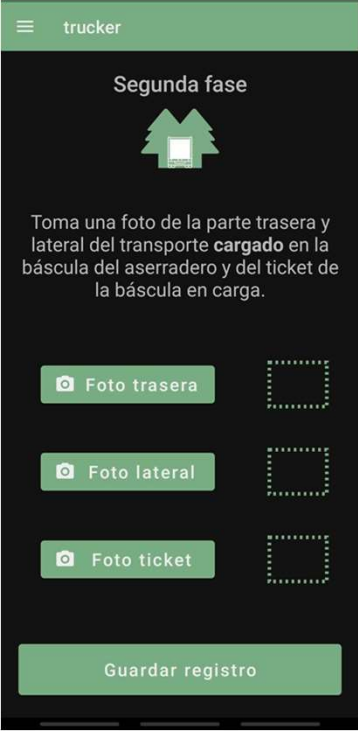 trucker
Segunda fase
Toma una foto de la parte trasera y
lateral del transporte cargado en la
báscula del aserradero y del ticket de
la báscula en carga.
Foto trasera
Foto lateral
Foto ticket
Guardar registro